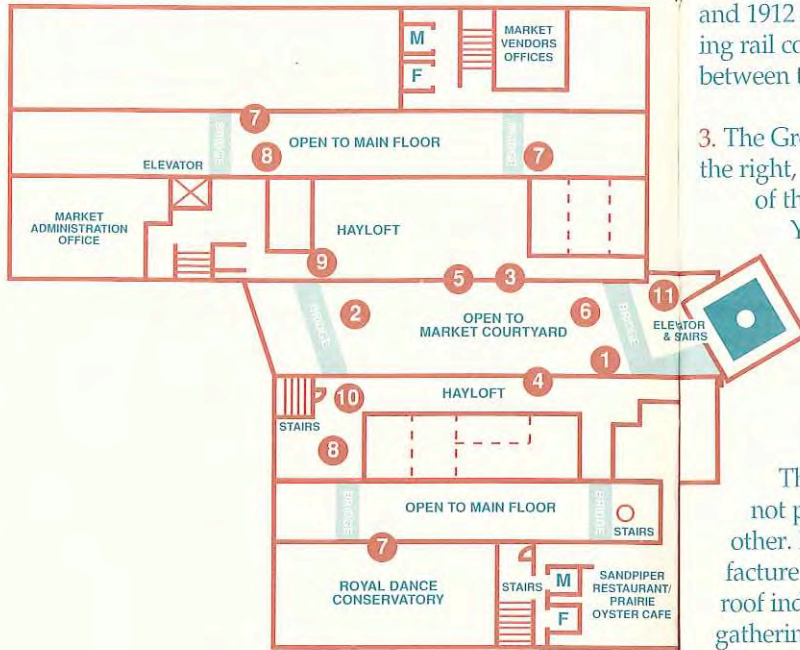 M
F
MARKET
VENDORS
OFFICES
7
BRIDGE
8
OPEN TO MAIN FLOOR
BRIDGE
7
ELEVATOR
MARKET
ADMINISTRATION
OFFICE
HAYLOFT
9
5
3
11
BRIDGE
2
OPEN TO
MARKET COURTYARD
6
BRIDGE
ELEVATOR
& SAIRS
1
10
HAYLOFT
4
STAIRS
8
BRIDGE
OPEN TO MAIN FLOOR
BRIDGE
STAIRS
7
ROYAL DANCE
CONSERVATORY
STAIRS
M
F
SANDPIPER
RESTAURANT/
PRAIRIE
OYSTER CAFE
and 1912
ing rail co
between t
3. The Gro
the right,
of th
Y
Th
not p
other.
facture
roof ind
gatherin